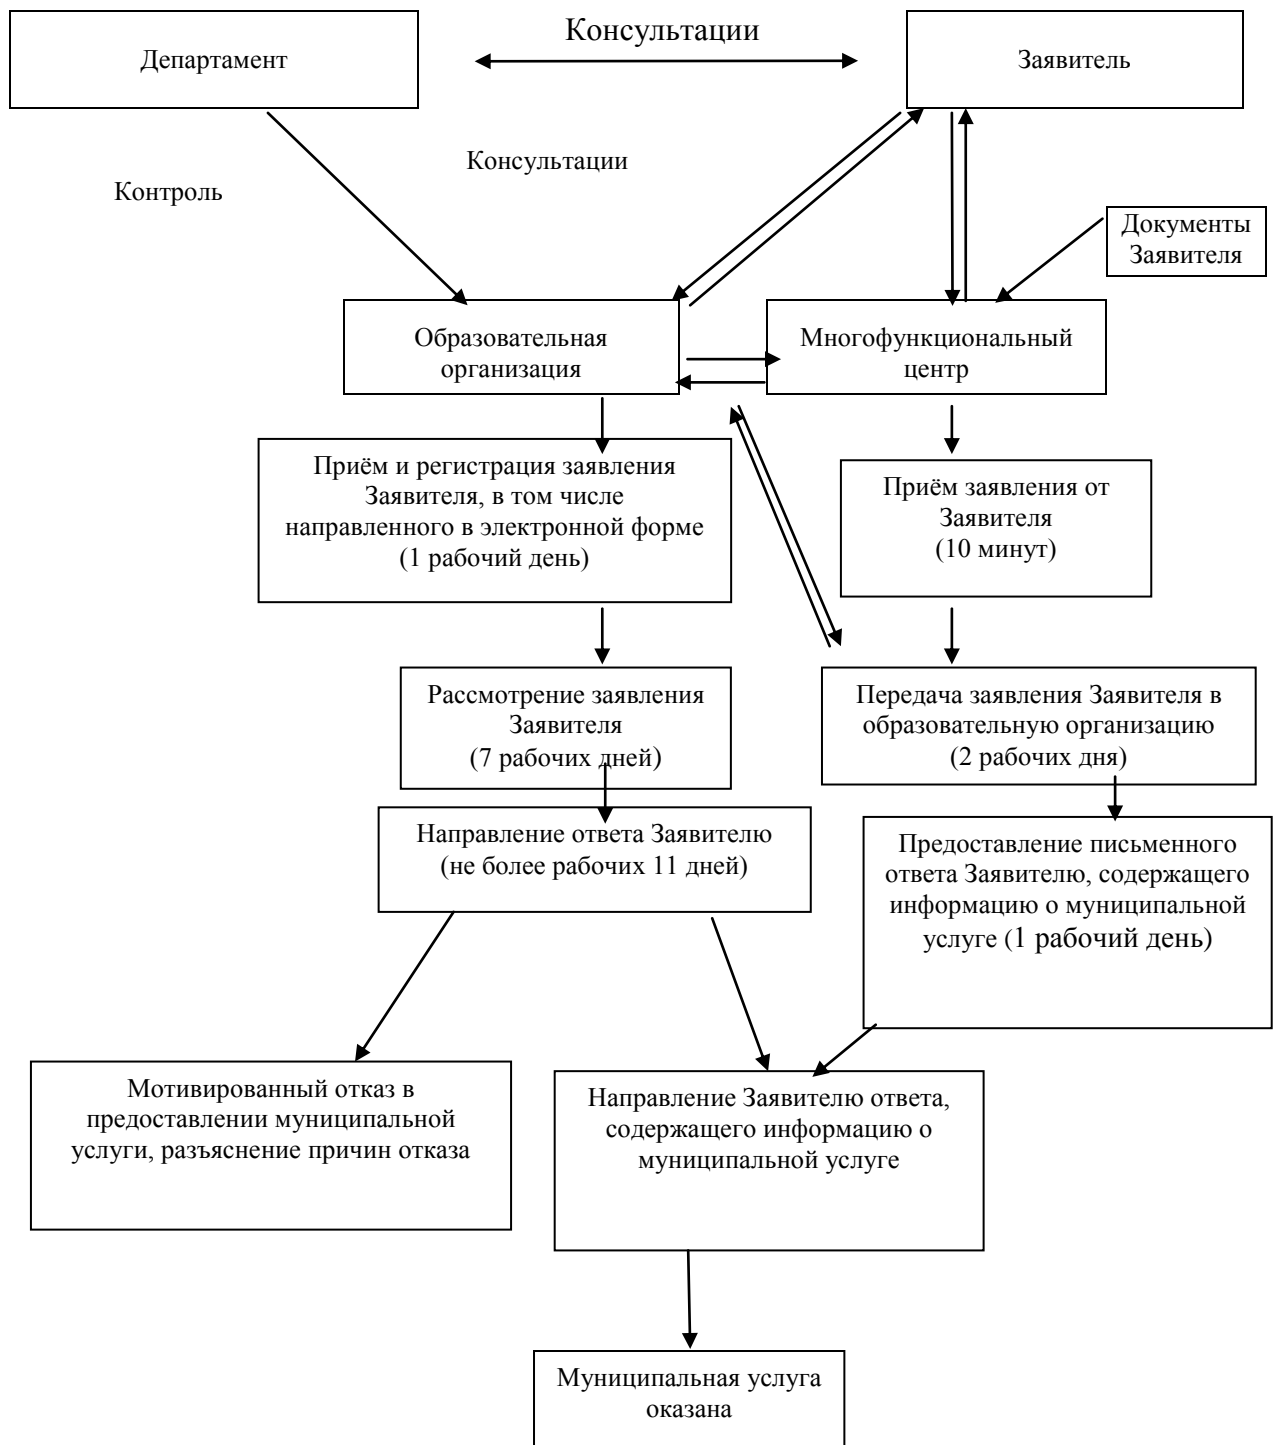 Консультации
Департамент
Заявитель
Консультации
Контроль
Документы
Заявителя
Образовательная
организация
Многофункциональный
центр
Приём и регистрация заявления
Заявителя, в том числе
направленного в электронной форме
(1 рабочий день)
Приём заявления от
Заявителя
(10 минут)
Рассмотрение заявления
Заявителя
(7 рабочих дней)
Передача заявления Заявителя в
образовательную организацию
(2 рабочих дня)
Направление ответа Заявителю
(не более рабочих 11 дней)
Предоставление письменного
ответа Заявителю, содержащего
информацию о муниципальной
услуге (1 рабочий день)
Мотивированный отказ в
предоставлении муниципальной
услуги, разъяснение причин отказа
Направление Заявителю ответа,
содержащего информацию о
муниципальной услуге
Муниципальная услуга
оказана